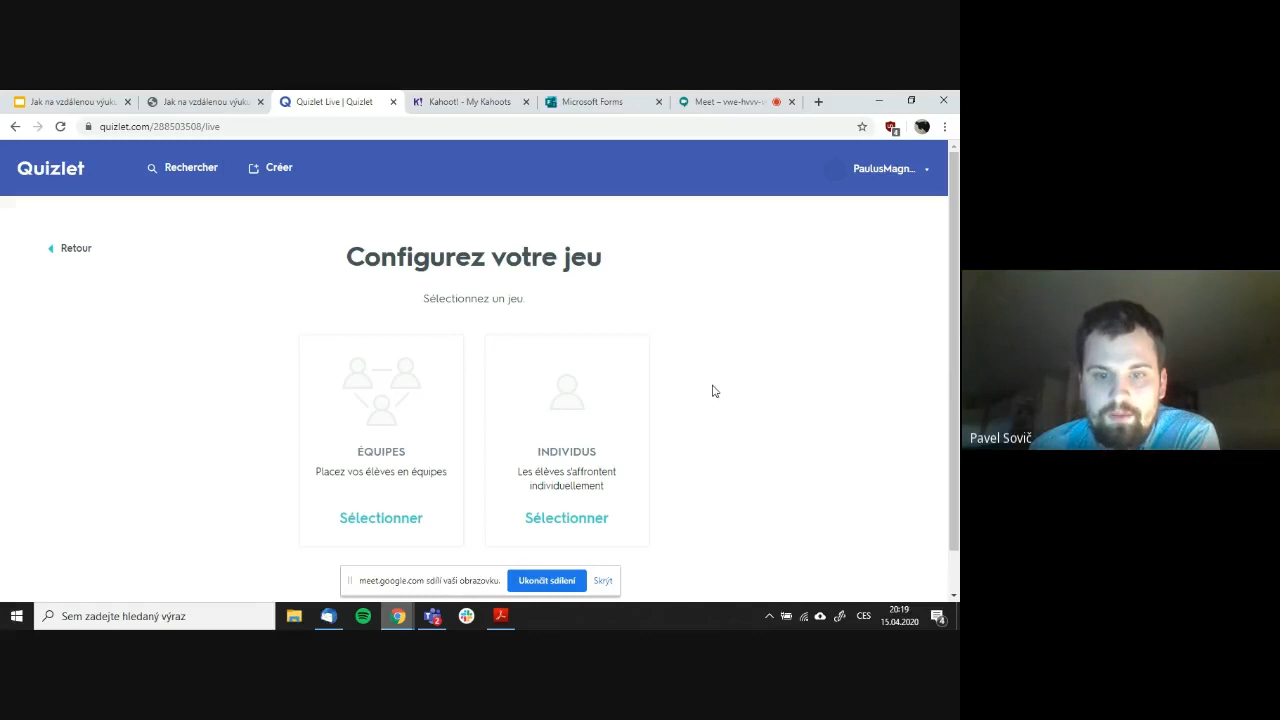 Jak na vzdálenou výuku
Jak na vzdálenou výuku
Quizlet Live | Quizlet
Kahoot! - My Kahoots
Microsoft Forms
Meet – vwe-hvvv-
quizlet.com/288503508/live
Quizlet
Rechercher
Créer
PaulusMagn...
Retour
Configurez votre jeu
Sélectionnez un jeu.
ÉQUIPES
Placez vos élèves en équipes
Sélectionner
INDIVIDUS
Les élèves s'affrontent
individuellement
Sélectionner
meet.google.com sdílí vaši obrazovku.
Ukončit sdílení
Skrýt
Sem zadejte hledaný výraz
CES
20:19
15.04.2020
4
Pavel Sovič